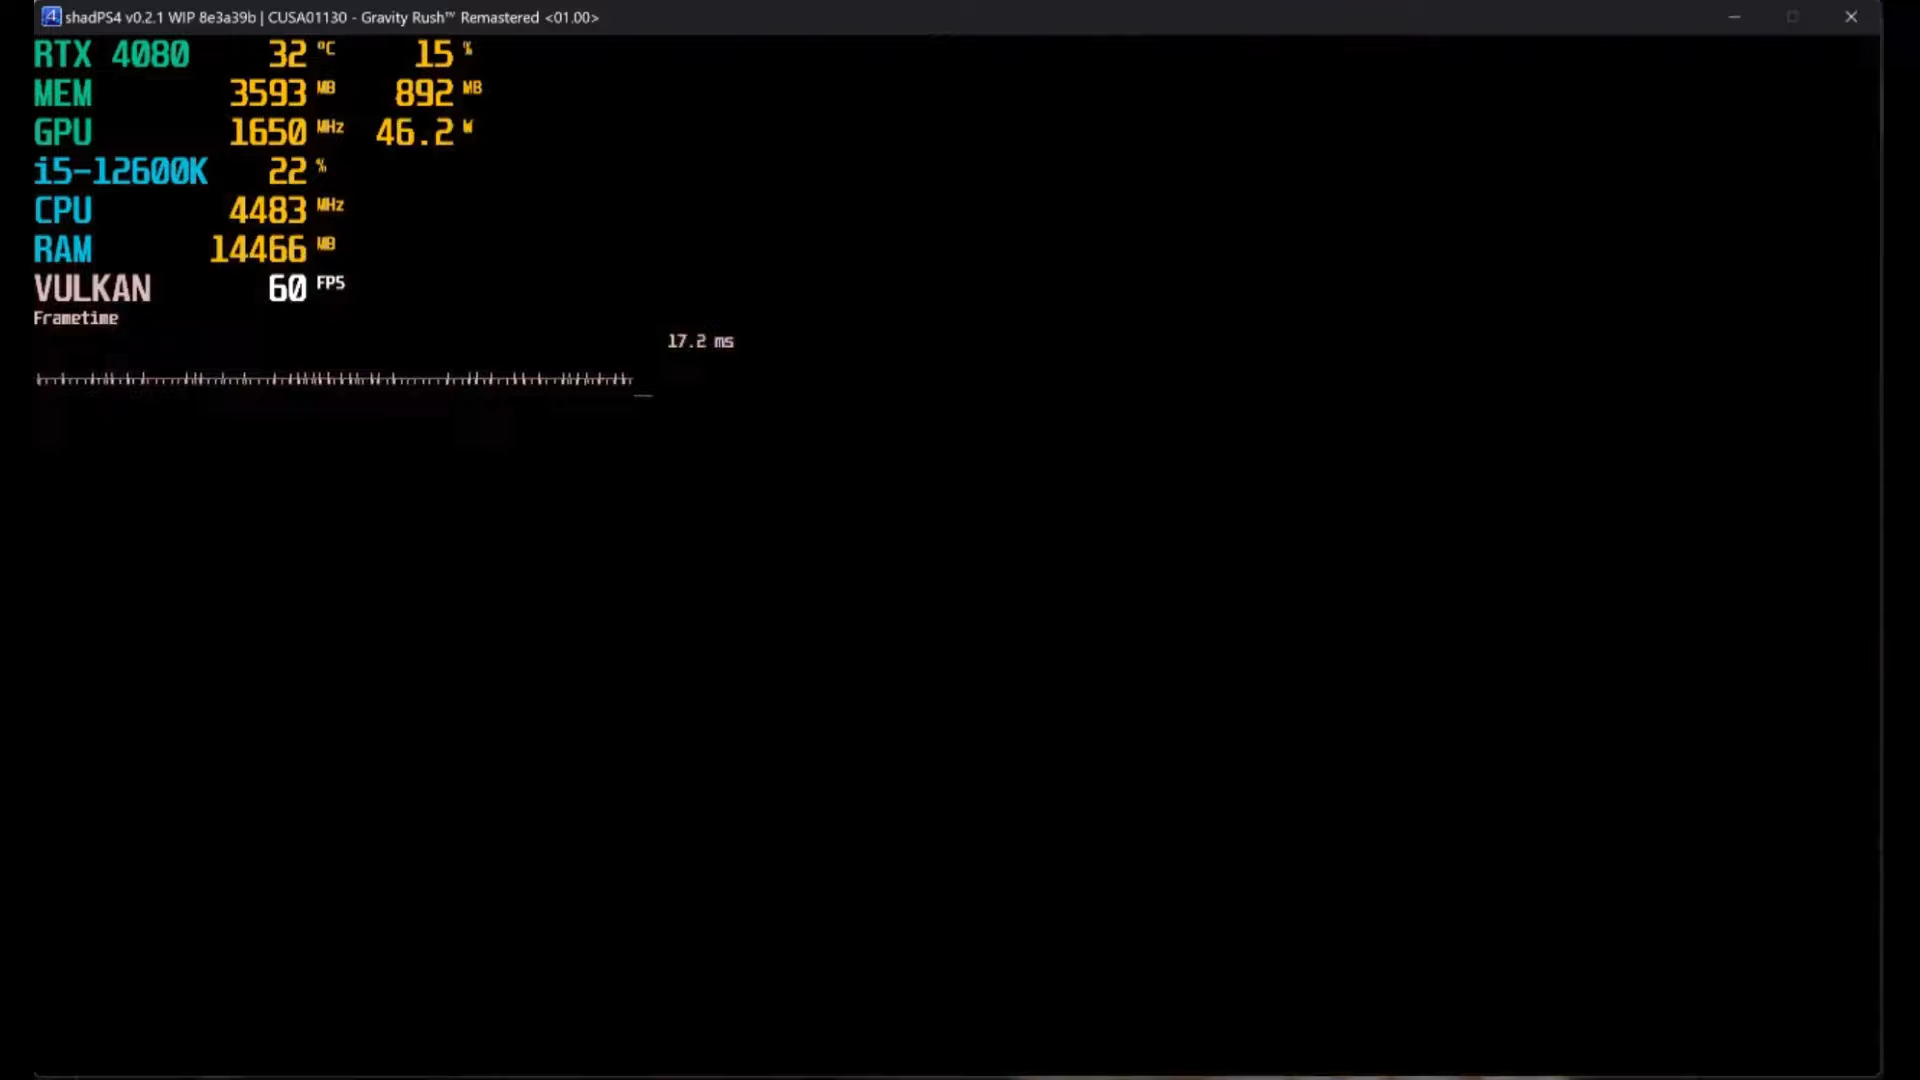 shadPS4 v0.2.1 WIP 8e3a39b | CUSA01130 - Gravity Rush™ Remastered <01.00>
RTX 4080 32 °C 15 %
MEM 3593 MB 892 MB
GPU 1650 MHz 46.2 W
i5-12600K 22 %
CPU 4483 MHz
RAM 14466 MB
VULKAN 60 FPS
Frametime
17.2 ms